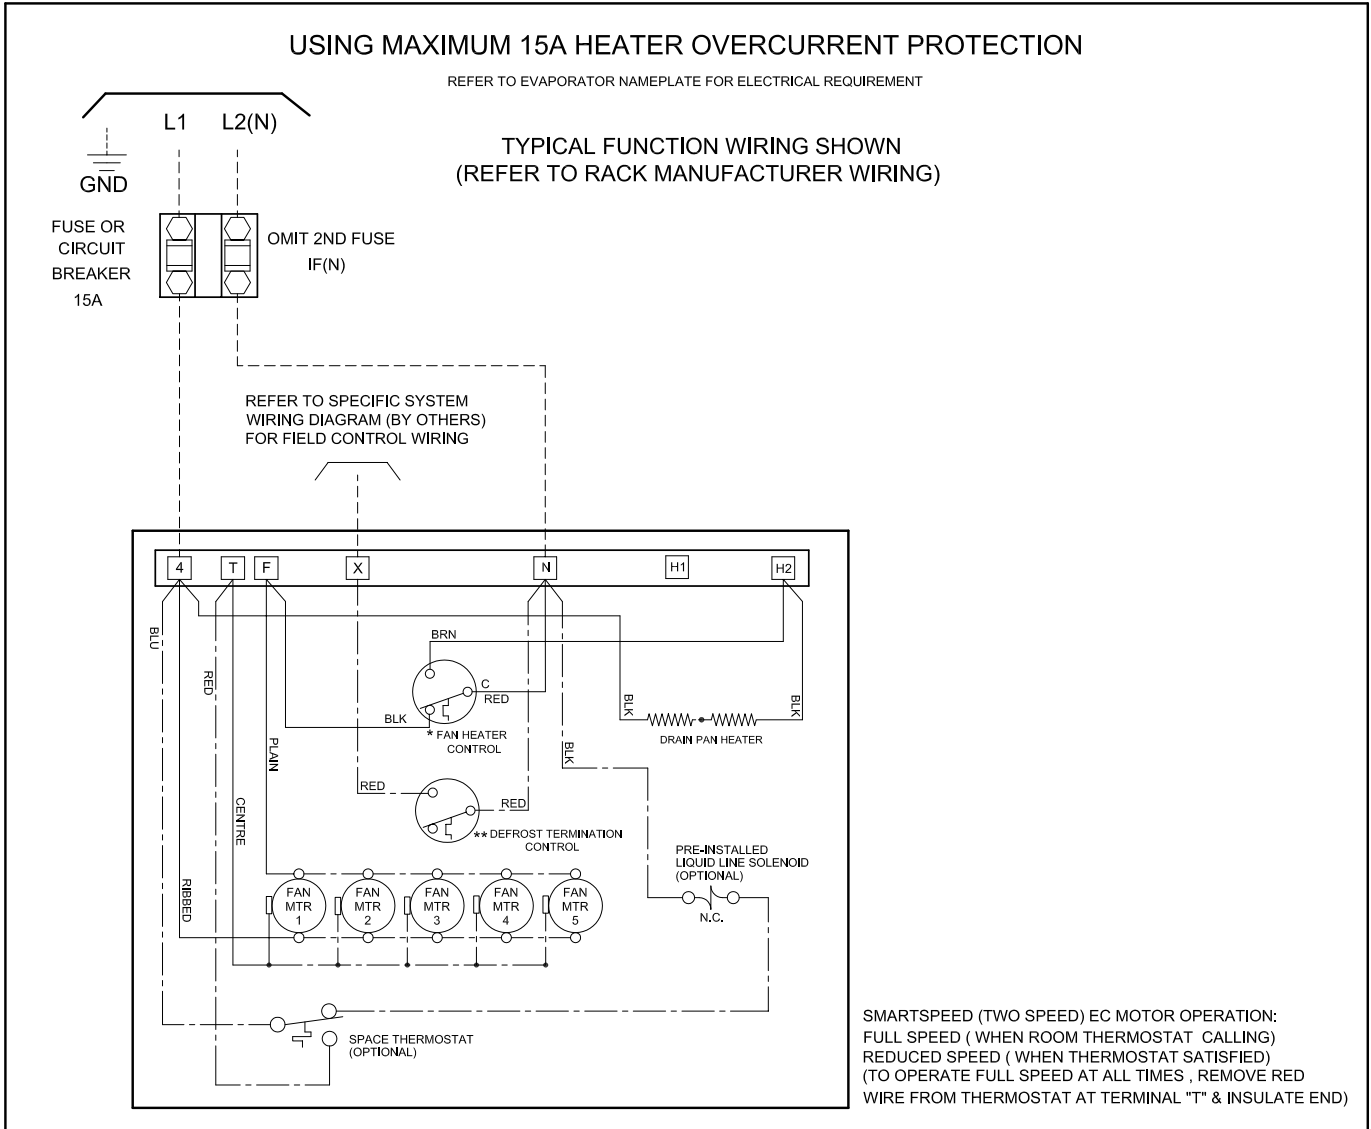 USING MAXIMUM 15A HEATER OVERCURRENT PROTECTION
REFER TO EVAPORATOR NAMEPLATE FOR ELECTRICAL REQUIREMENT
TYPICAL FUNCTION WIRING SHOWN
(REFER TO RACK MANUFACTURER WIRING)
L1
L2(N)
GND
FUSE OR
CIRCUIT
BREAKER
15A
OMIT 2ND FUSE
IF(N)
REFER TO SPECIFIC SYSTEM
WIRING DIAGRAM (BY OTHERS)
FOR FIELD CONTROL WIRING
4
T
F
X
N
H1
H2
BLU
RED
BRN
C
RED
BLK
* FAN HEATER
CONTROL
BLK
BLK
DRAIN PAN HEATER
PLAIN
BLK
RED
RED
CENTRE
** DEFROST TERMINATION
CONTROL
PRE-INSTALLED
LIQUID LINE SOLENOID
(OPTIONAL)
N.C.
RIBBED
FAN
MTR
1
FAN
MTR
2
FAN
MTR
3
FAN
MTR
4
FAN
MTR
5
SPACE THERMOSTAT
(OPTIONAL)
SMARTSPEED (TWO SPEED) EC MOTOR OPERATION:
FULL SPEED ( WHEN ROOM THERMOSTAT CALLING)
REDUCED SPEED ( WHEN THERMOSTAT SATISFIED)
(TO OPERATE FULL SPEED AT ALL TIMES , REMOVE RED
WIRE FROM THERMOSTAT AT TERMINAL "T" & INSULATE END)